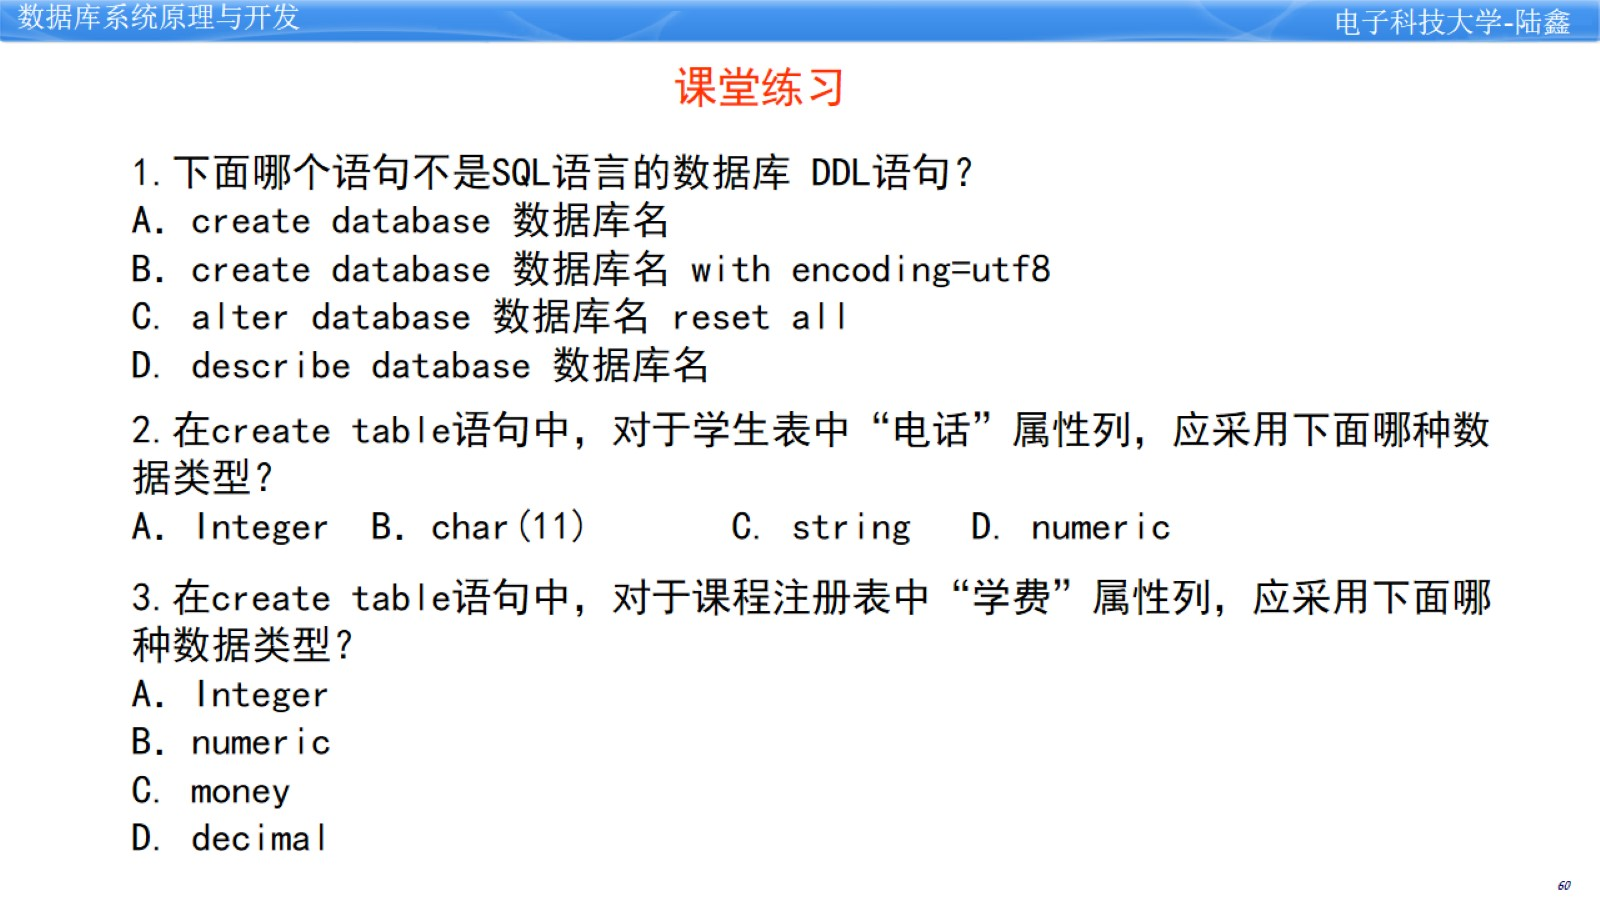 数据库系统原理与开发
电子科技大学-陆鑫
课堂练习
1.下面哪个语句不是SQL语言的数据库 DDL语句？
A. create database 数据库名
B. create database 数据库名 with encoding=utf8
C. alter database 数据库名 reset all
D. describe database 数据库名
2.在create table语句中，对于学生表中“电话”属性列，应采用下面哪种数
据类型？
A. Integer B. char(11) C. string D. numeric
3.在create table语句中，对于课程注册表中“学费”属性列，应采用下面哪
种数据类型？
A. Integer
B. numeric
C. money
D. decimal
60